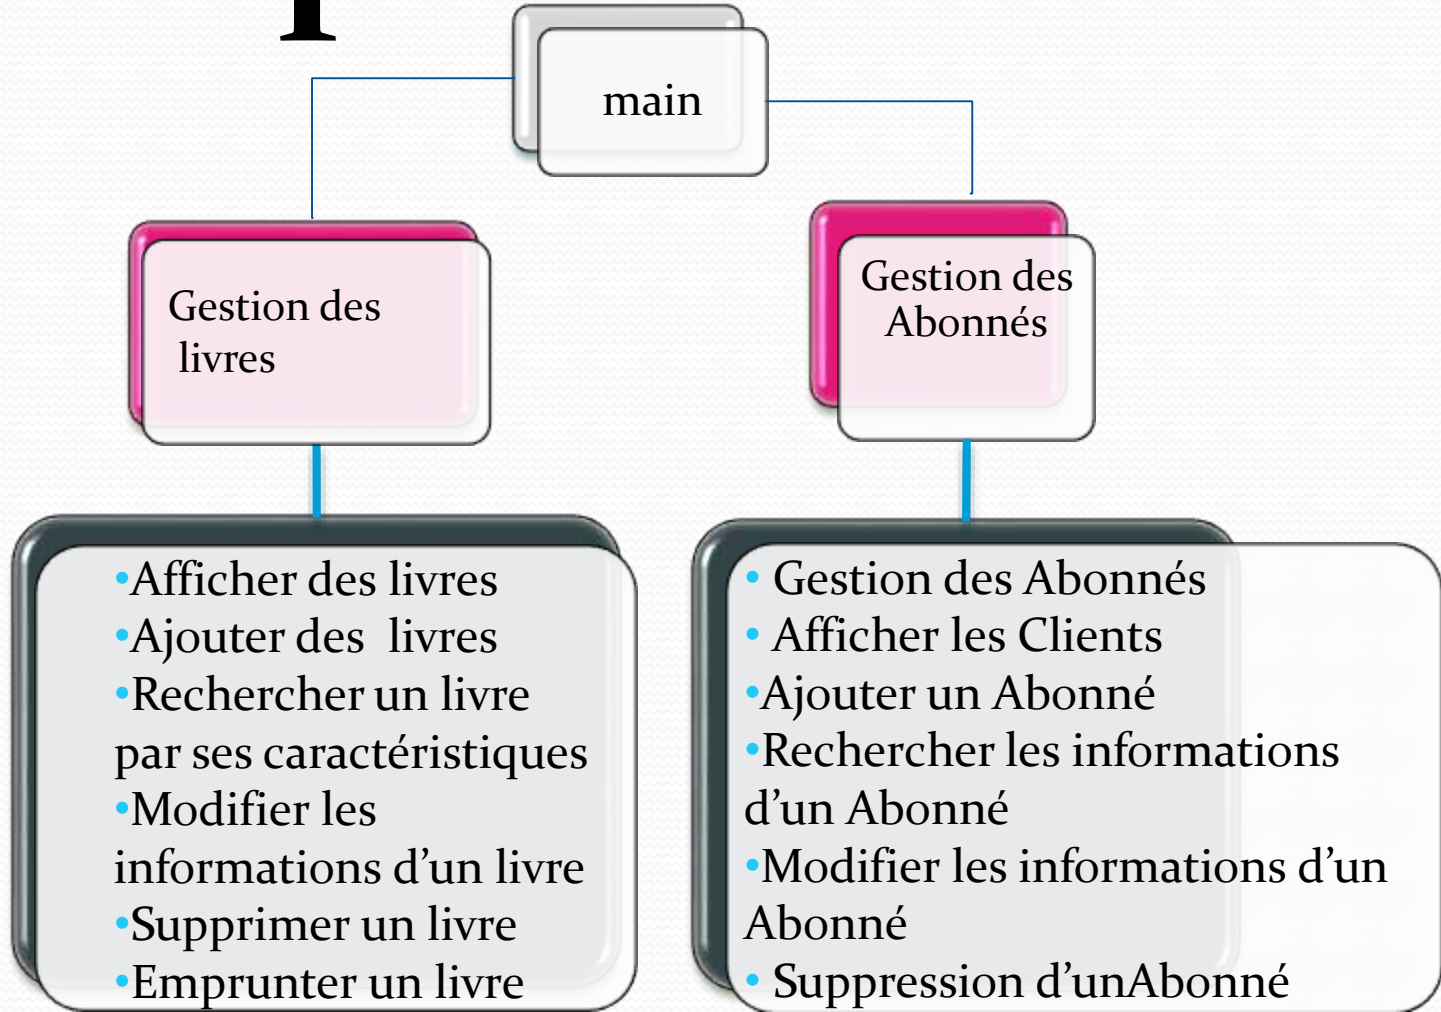 main
Gestion des
livres
Gestion des
Abonnés
•Afficher des livres
•Ajouter des livres
•Rechercher un livre
par ses caractéristiques
•Modifier les
informations d’un livre
•Supprimer un livre
•Emprunter un livre
• Gestion des Abonnés
• Afficher les Clients
•Ajouter un Abonné
•Rechercher les informations
d’un Abonné
•Modifier les informations d’un
Abonné
• Suppression d’unAbonné